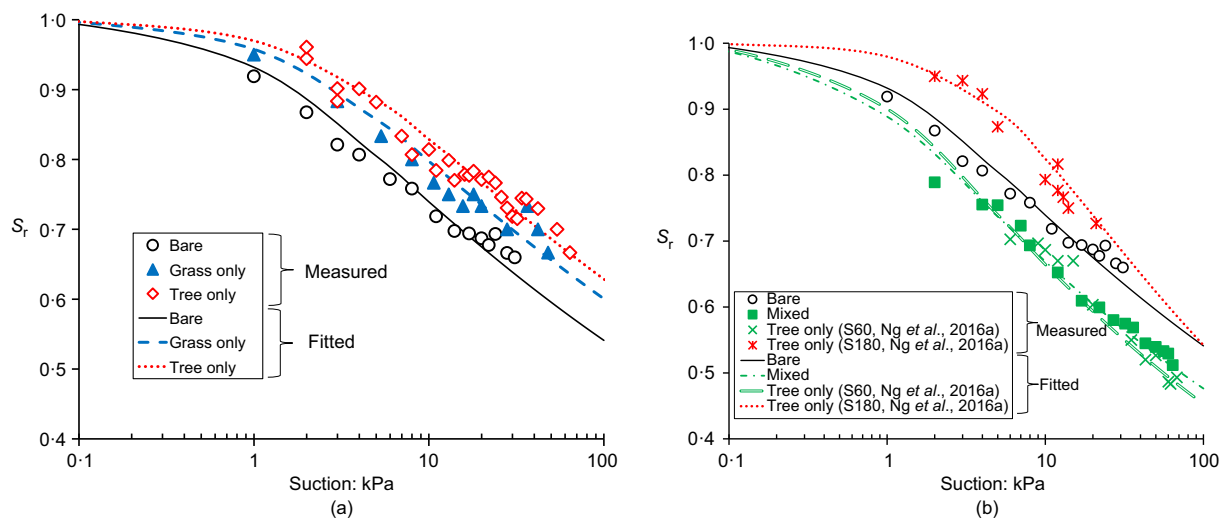 1·0
0·9
0·8
0·7
0·6
0·5
0·4
Sr
Bare
Grass only
Tree only
Measured
Bare
Grass only
Tree only
Fitted
0·1
1
10
100
Suction: kPa
(a)
1·0
0·9
0·8
0·7
0·6
0·5
0·4
Sr
Bare
Mixed
Tree only (S60, Ng et al., 2016a)
Tree only (S180, Ng et al., 2016a)
Measured
Bare
Mixed
Tree only (S60, Ng et al., 2016a)
Tree only (S180, Ng et al., 2016a)
Fitted
0·1
1
10
100
Suction: kPa
(b)